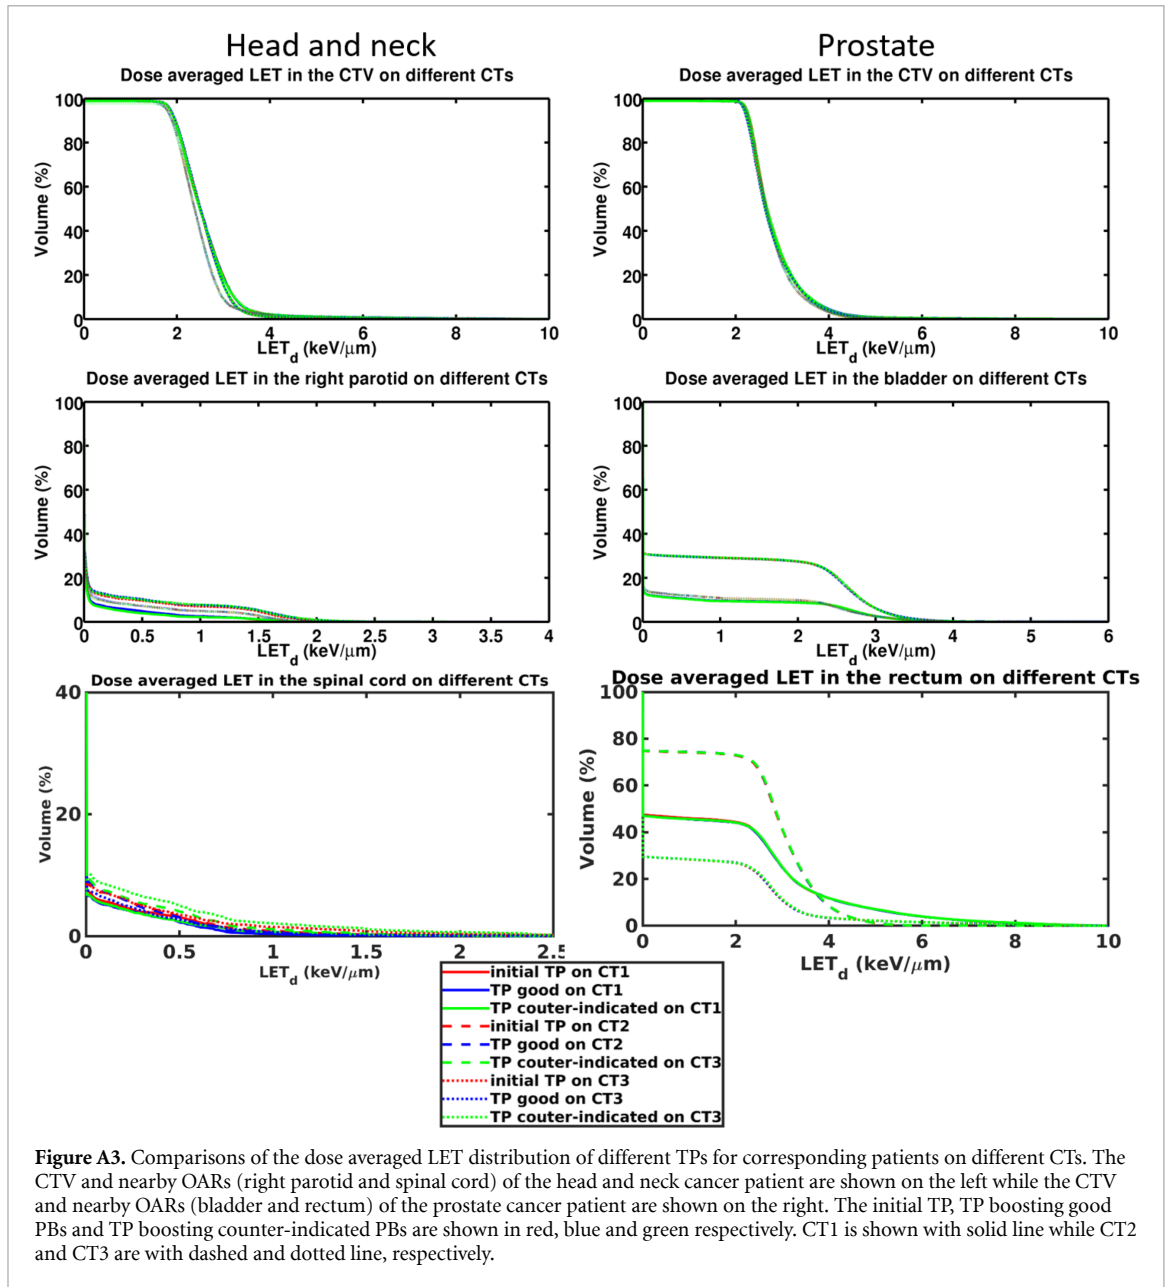 Head and neck
Prostate
Dose averaged LET in the CTV on different CTs
Volume (%)
100
80
60
40
20
0
0 2 4 6 8 10
LET_d (keV/μm)
Dose averaged LET in the CTV on different CTs
Volume (%)
100
80
60
40
20
0
0 2 4 6 8 10
LET_d (keV/μm)
Dose averaged LET in the right parotid on different CTs
Volume (%)
100
80
60
40
20
0
0 0.5 1 1.5 2 2.5 3 3.5 4
LET_d (keV/μm)
Dose averaged LET in the bladder on different CTs
Volume (%)
100
80
60
40
20
0
0 1 2 3 4 5 6
LET_d (keV/μm)
Dose averaged LET in the spinal cord on different CTs
Volume (%)
40
20
0
0 0.5 1 1.5 2 2.5
LET_d (keV/μm)
Dose averaged LET in the rectum on different CTs
Volume (%)
100
80
60
40
20
0
0 2 4 6 8 10
LET_d (keV/μm)
initial TP on CT1
TP good on CT1
TP couter-indicated on CT1
initial TP on CT2
TP good on CT2
TP couter-indicated on CT3
initial TP on CT3
TP good on CT3
TP couter-indicated on CT3
Figure A3. Comparisons of the dose averaged LET distribution of different TPs for corresponding patients on different CTs. The
CTV and nearby OARs (right parotid and spinal cord) of the head and neck cancer patient are shown on the left while the CTV
and nearby OARs (bladder and rectum) of the prostate cancer patient are shown on the right. The initial TP, TP boosting good
PBs and TP boosting counter-indicated PBs are shown in red, blue and green respectively. CT1 is shown with solid line while CT2
and CT3 are with dashed and dotted line, respectively.